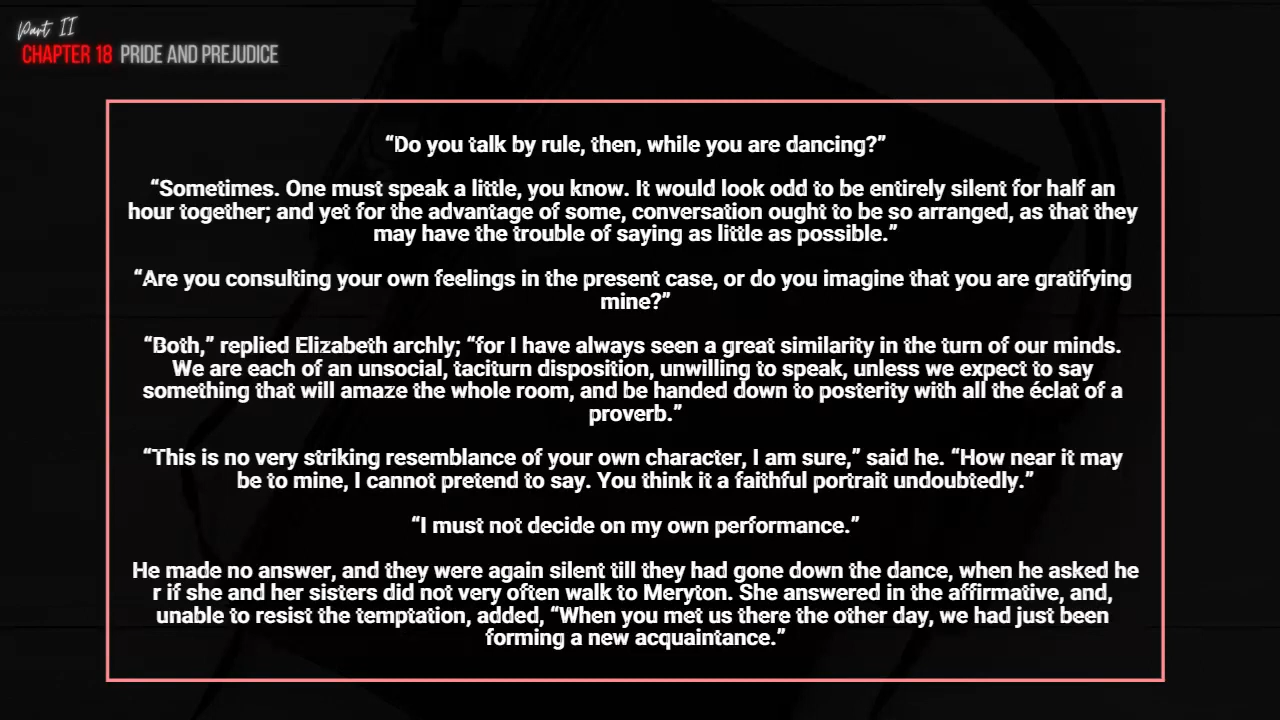 Part II
CHAPTER 18 PRIDE AND PREJUDICE
“Do you talk by rule, then, while you are dancing?”
“Sometimes. One must speak a little, you know. It would look odd to be entirely silent for half an
hour together; and yet for the advantage of some, conversation ought to be so arranged, as that they
may have the trouble of saying as little as possible.”
“Are you consulting your own feelings in the present case, or do you imagine that you are gratifying
mine?”
“Both,” replied Elizabeth archly; “for I have always seen a great similarity in the turn of our minds.
We are each of an unsocial, taciturn disposition, unwilling to speak, unless we expect to say
something that will amaze the whole room, and be handed down to posterity with all the éclat of a
proverb.”
“This is no very striking resemblance of your own character, I am sure,” said he. “How near it may
be to mine, I cannot pretend to say. You think it a faithful portrait undoubtedly.”
“I must not decide on my own performance.”
He made no answer, and they were again silent till they had gone down the dance, when he asked he
r if she and her sisters did not very often walk to Meryton. She answered in the affirmative, and,
unable to resist the temptation, added, “When you met us there the other day, we had just been
forming a new acquaintance.”